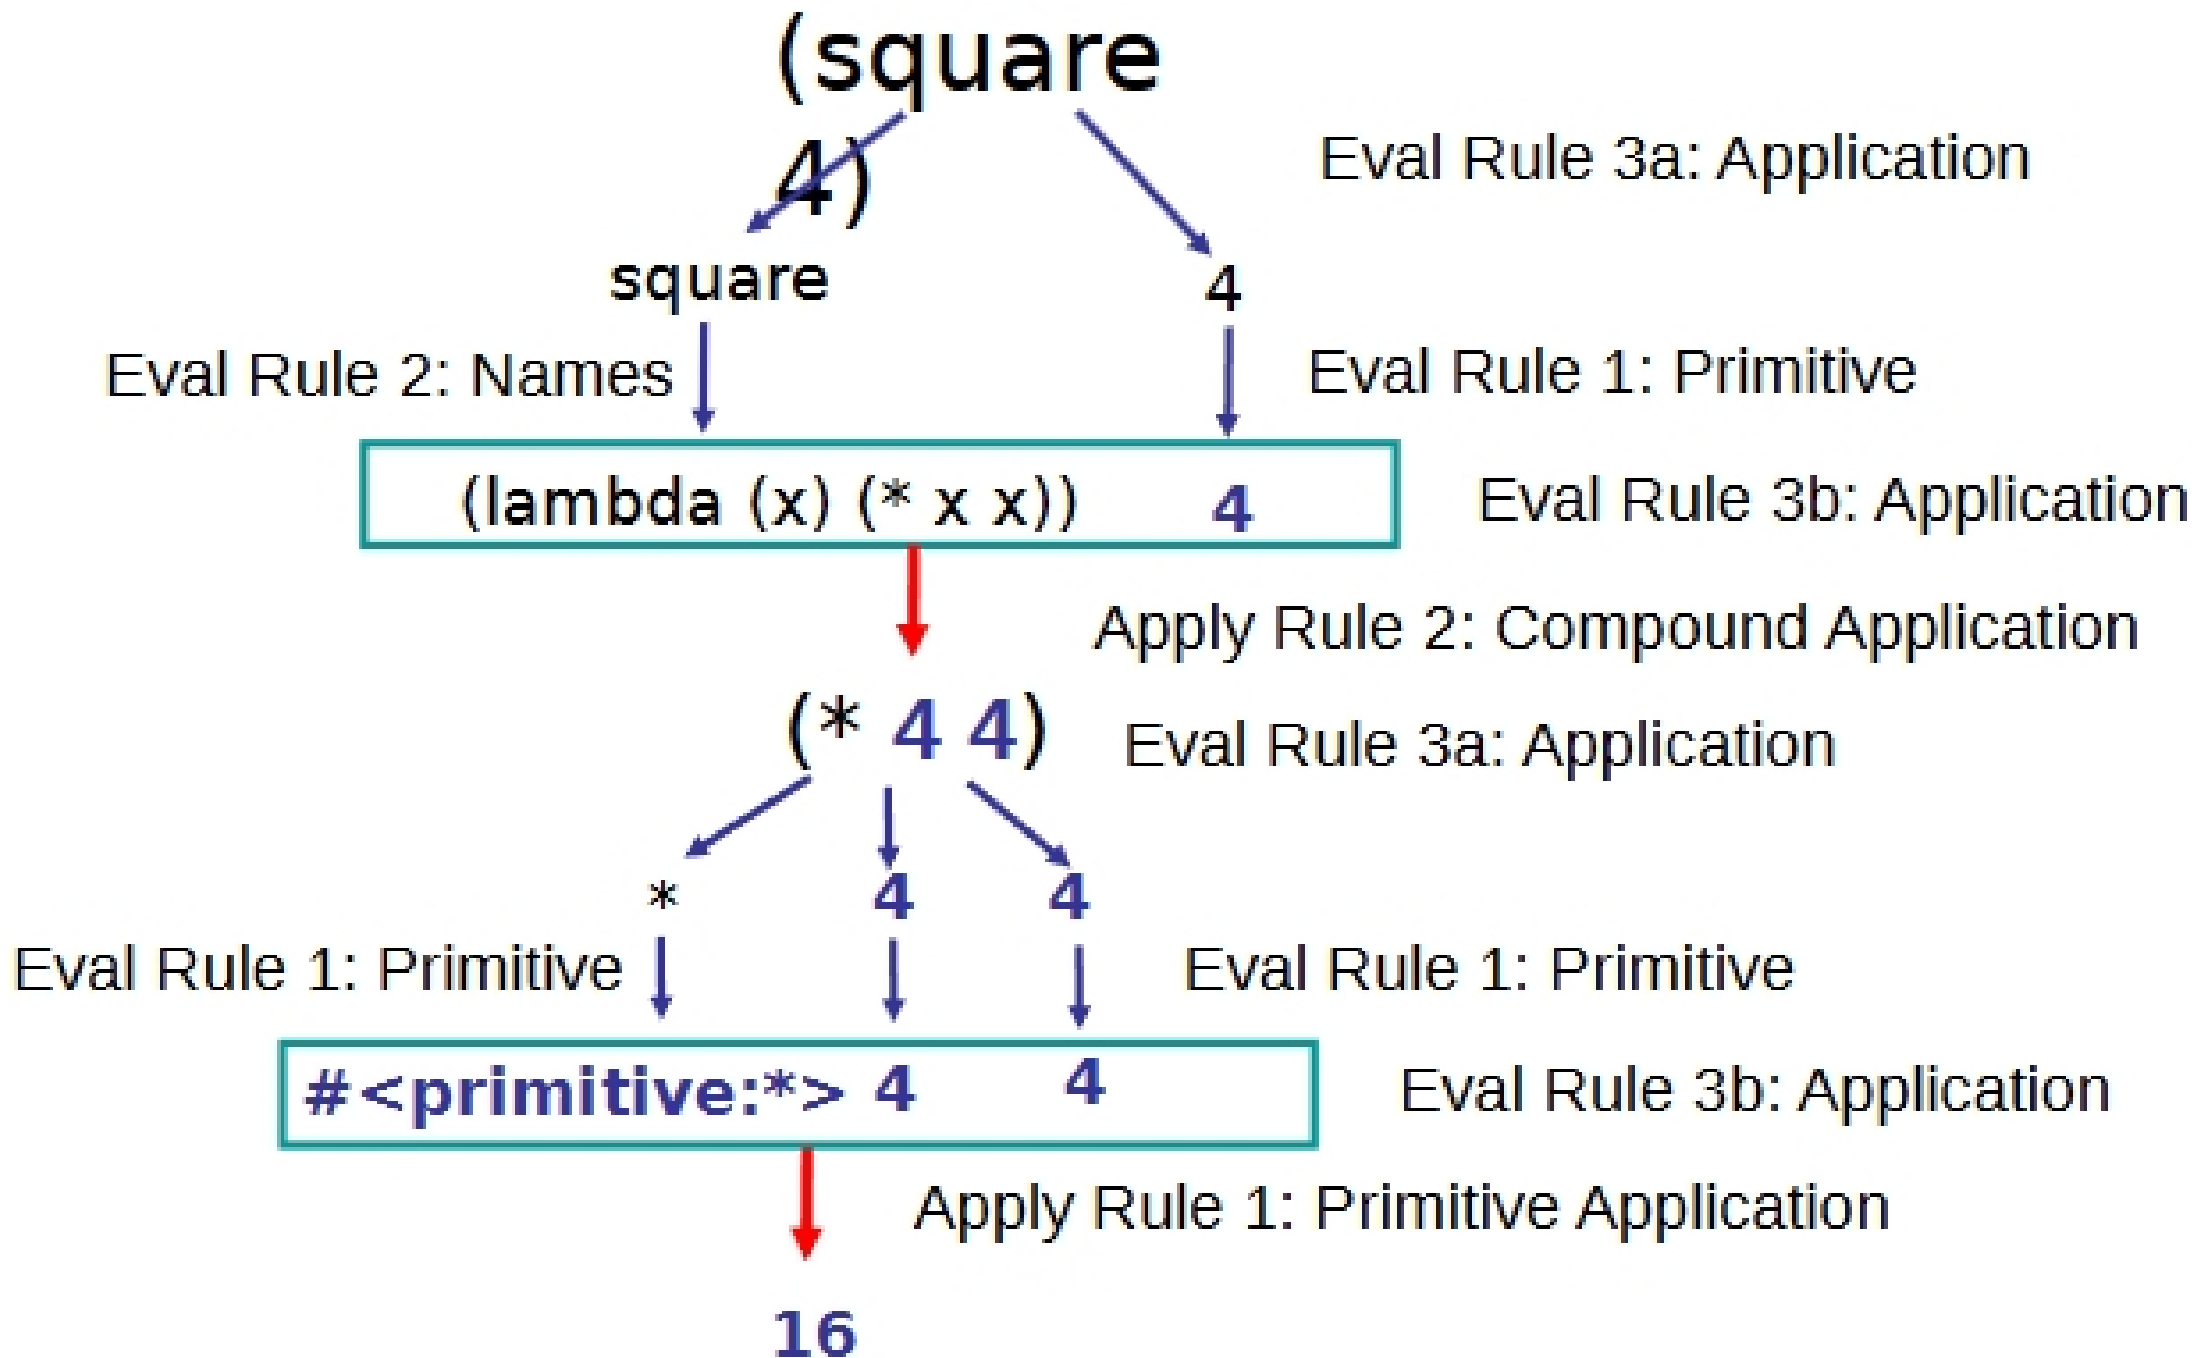 (square
4)
Eval Rule 3a: Application
square 4
Eval Rule 2: Names
Eval Rule 1: Primitive
(lambda (x) (* x x)) 4
Eval Rule 3b: Application
Apply Rule 2: Compound Application
(* 4 4)
Eval Rule 3a: Application
* 4 4
Eval Rule 1: Primitive
Eval Rule 1: Primitive
#<primitive:*> 4 4
Eval Rule 3b: Application
Apply Rule 1: Primitive Application
16